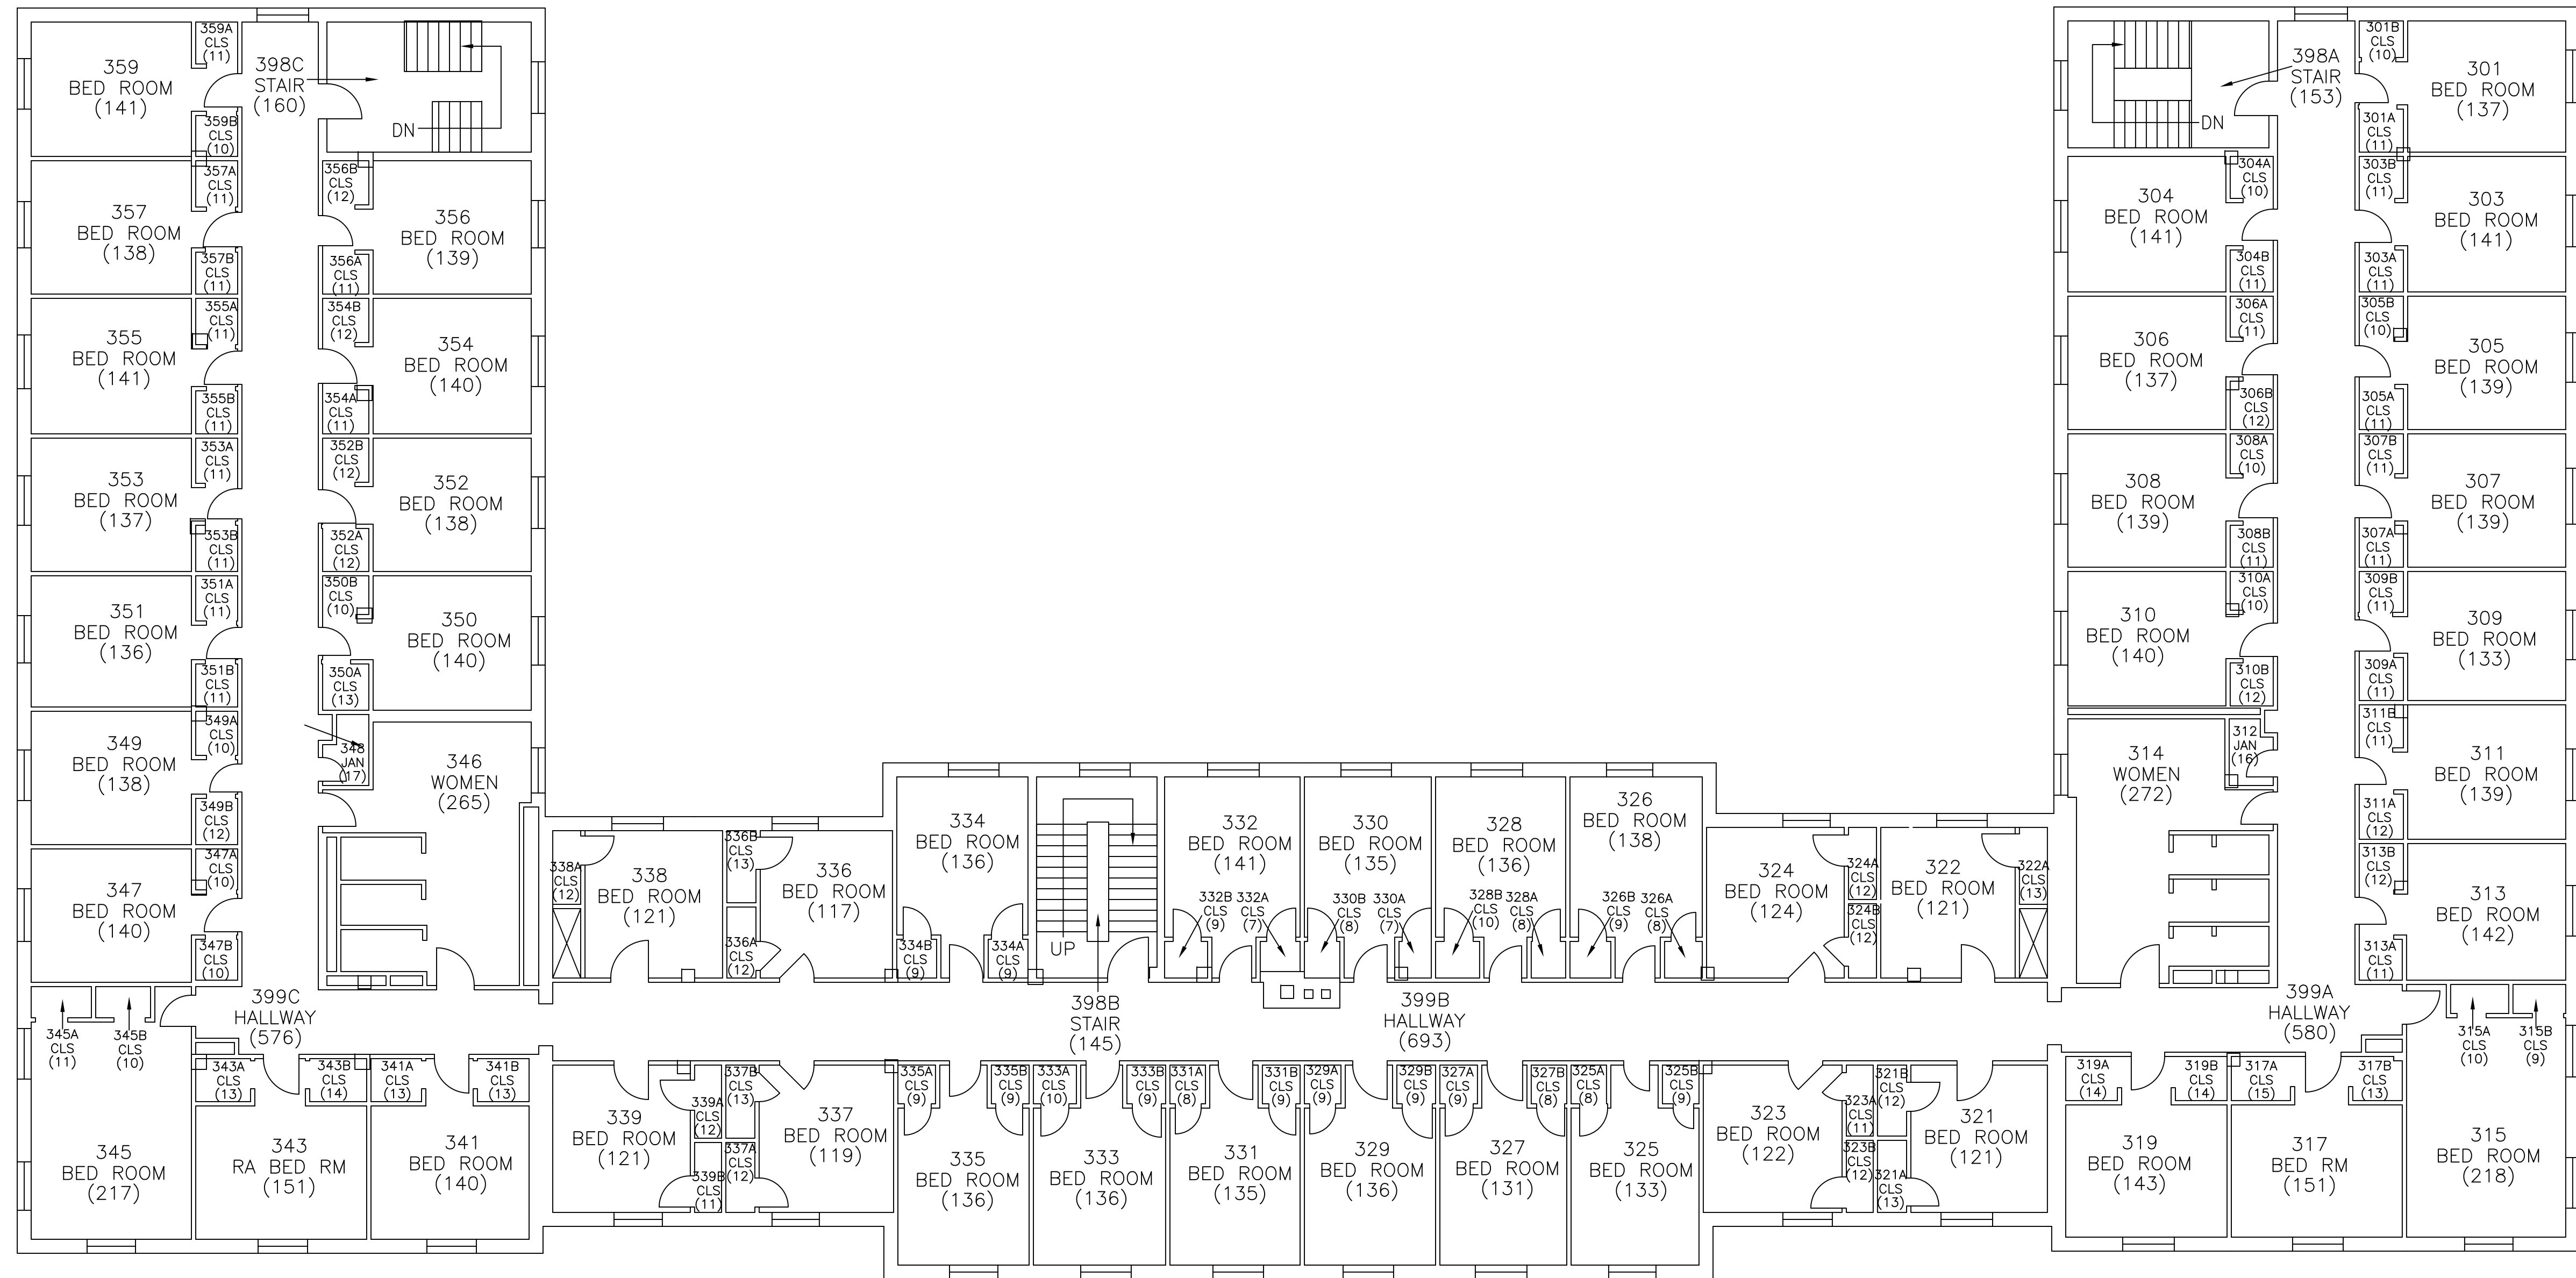 359
BED ROOM
(141)
359A
CLS
(11)
359B
CLS
(10)
398C
STAIR
(160)
DN
357
BED ROOM
(138)
357A
CLS
(11)
357B
CLS
(11)
356B
CLS
(12)
356
BED ROOM
(139)
356A
CLS
(11)
355
BED ROOM
(141)
355A
CLS
(11)
355B
CLS
(11)
354B
CLS
(12)
354
BED ROOM
(140)
354A
CLS
(11)
353
BED ROOM
(137)
353A
CLS
(11)
353B
CLS
(11)
352B
CLS
(12)
352
BED ROOM
(138)
352A
CLS
(12)
351
BED ROOM
(136)
351A
CLS
(11)
351B
CLS
(11)
350B
CLS
(10)
350
BED ROOM
(140)
350A
CLS
(13)
349
BED ROOM
(138)
349A
CLS
(10)
349B
CLS
(12)
348
JAN
(17)
346
WOMEN
(265)
347
BED ROOM
(140)
347A
CLS
(10)
347B
CLS
(10)
399C
HALLWAY
(576)
345A
CLS
(11)
345B
CLS
(10)
345
BED ROOM
(217)
343A
CLS
(13)
343B
CLS
(14)
343
RA BED RM
(151)
341A
CLS
(13)
341B
CLS
(13)
341
BED ROOM
(140)
338A
CLS
(12)
338
BED ROOM
(121)
336B
CLS
(13)
336A
CLS
(12)
336
BED ROOM
(117)
334
BED ROOM
(136)
334B
CLS
(9)
334A
CLS
(9)
UP
398B
STAIR
(145)
332
BED ROOM
(141)
332B
CLS
(9)
332A
CLS
(7)
330
BED ROOM
(135)
330B
CLS
(8)
330A
CLS
(7)
328
BED ROOM
(136)
328B
CLS
(10)
328A
CLS
(8)
326
BED ROOM
(138)
326B
CLS
(9)
326A
CLS
(8)
324
BED ROOM
(124)
324A
CLS
(12)
324B
CLS
(12)
322
BED ROOM
(121)
322A
CLS
(13)
399B
HALLWAY
(693)
339
BED ROOM
(121)
339A
CLS
(12)
339B
CLS
(11)
337B
CLS
(13)
337A
CLS
(12)
337
BED ROOM
(119)
335A
CLS
(9)
335B
CLS
(9)
335
BED ROOM
(136)
333A
CLS
(10)
333B
CLS
(9)
333
BED ROOM
(136)
331A
CLS
(8)
331B
CLS
(9)
331
BED ROOM
(135)
329A
CLS
(9)
329B
CLS
(9)
329
BED ROOM
(136)
327A
CLS
(9)
327B
CLS
(8)
327
BED ROOM
(131)
325A
CLS
(8)
325B
CLS
(9)
325
BED ROOM
(133)
323
BED ROOM
(122)
323A
CLS
(11)
323B
CLS
(12)
321B
CLS
(12)
321A
CLS
(13)
321
BED ROOM
(121)
398A
STAIR
(153)
DN
301B
CLS
(10)
301
BED ROOM
(137)
301A
CLS
(11)
304
BED ROOM
(141)
304A
CLS
(10)
304B
CLS
(11)
303B
CLS
(11)
303
BED ROOM
(141)
303A
CLS
(11)
306
BED ROOM
(137)
306A
CLS
(11)
306B
CLS
(12)
305B
CLS
(10)
305
BED ROOM
(139)
305A
CLS
(11)
308
BED ROOM
(139)
308A
CLS
(10)
308B
CLS
(11)
307B
CLS
(11)
307
BED ROOM
(139)
307A
CLS
(11)
310
BED ROOM
(140)
310A
CLS
(10)
310B
CLS
(12)
309B
CLS
(11)
309
BED ROOM
(133)
309A
CLS
(11)
314
WOMEN
(272)
312
JAN
(16)
311B
CLS
(11)
311
BED ROOM
(139)
311A
CLS
(12)
313B
CLS
(12)
313
BED ROOM
(142)
313A
CLS
(11)
399A
HALLWAY
(580)
315A
CLS
(10)
315B
CLS
(9)
315
BED ROOM
(218)
319A
CLS
(14)
319B
CLS
(14)
319
BED ROOM
(143)
317A
CLS
(15)
317B
CLS
(13)
317
BED RM
(151)